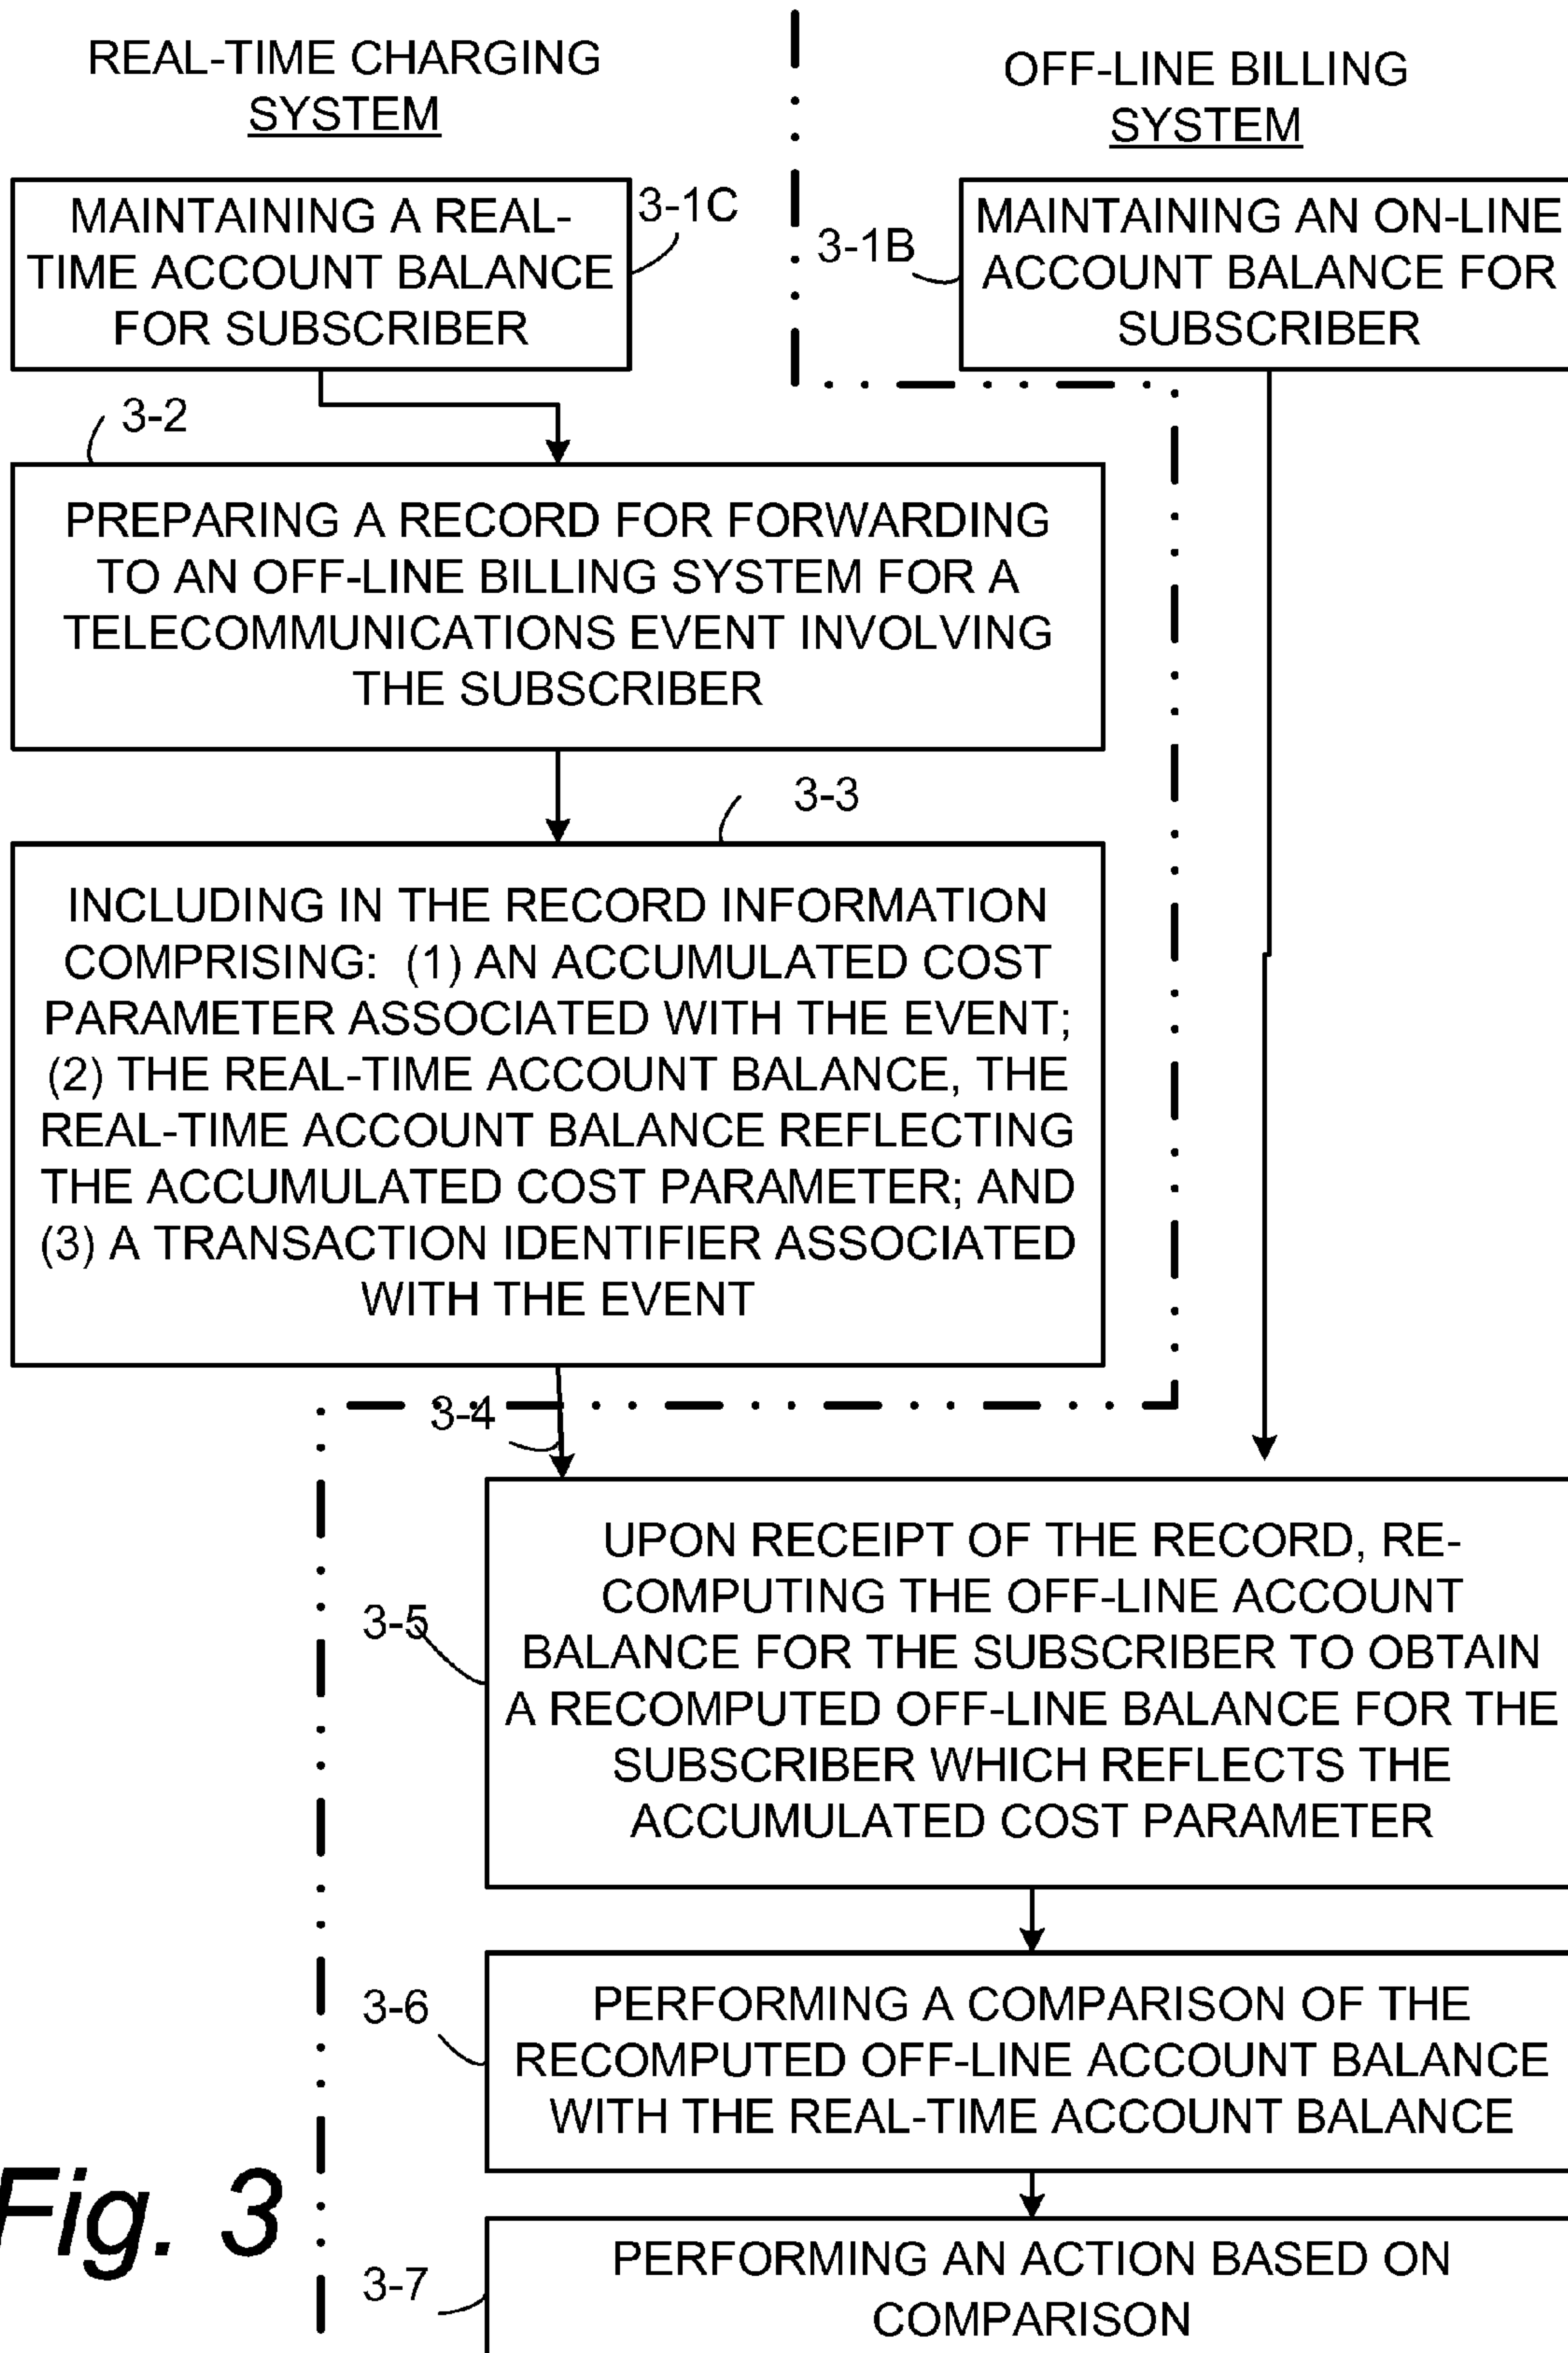 REAL-TIME CHARGING
SYSTEM
OFF-LINE BILLING
SYSTEM
MAINTAINING A REAL-
TIME ACCOUNT BALANCE
FOR SUBSCRIBER
3-1C
3-1B
MAINTAINING AN ON-LINE
ACCOUNT BALANCE FOR
SUBSCRIBER
3-2
PREPARING A RECORD FOR FORWARDING
TO AN OFF-LINE BILLING SYSTEM FOR A
TELECOMMUNICATIONS EVENT INVOLVING
THE SUBSCRIBER
3-3
INCLUDING IN THE RECORD INFORMATION
COMPRISING: (1) AN ACCUMULATED COST
PARAMETER ASSOCIATED WITH THE EVENT;
(2) THE REAL-TIME ACCOUNT BALANCE, THE
REAL-TIME ACCOUNT BALANCE REFLECTING
THE ACCUMULATED COST PARAMETER; AND
(3) A TRANSACTION IDENTIFIER ASSOCIATED
WITH THE EVENT
3-4
UPON RECEIPT OF THE RECORD, RE-
COMPUTING THE OFF-LINE ACCOUNT
BALANCE FOR THE SUBSCRIBER TO OBTAIN
A RECOMPUTED OFF-LINE BALANCE FOR THE
SUBSCRIBER WHICH REFLECTS THE
ACCUMULATED COST PARAMETER
3-5
3-6
PERFORMING A COMPARISON OF THE
RECOMPUTED OFF-LINE ACCOUNT BALANCE
WITH THE REAL-TIME ACCOUNT BALANCE
3-7
PERFORMING AN ACTION BASED ON
COMPARISON
Fig. 3